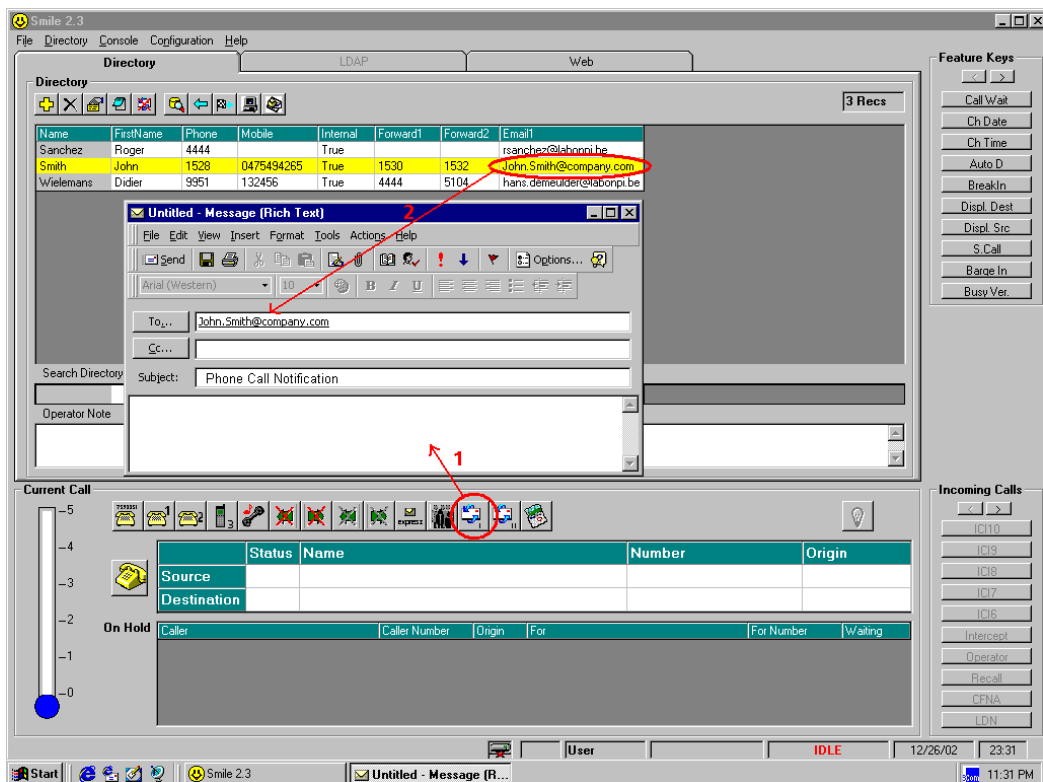 Smile 2.3
File Directory Console Configuration Help
Directory LDAP Web
Directory
3 Recs
Name FirstName Phone Mobile Internal Forward1 Forward2 Email1
Sanchez Roger 4444 True rsanchez@labonpi.be
Smith John 1528 0475494265 True 1530 1532 John.Smith@company.com
Wielemans Didier 9951 132456 True 4444 5104 hans.demeulder@labonpi.be
Untitled - Message (Rich Text)
2
File Edit View Insert Format Tools Actions Help
Send Options...
Arial (Western) 10 B I U
To... John.Smith@company.com
Cc...
Subject: Phone Call Notification
Search Directory
Operator Note
1
Feature Keys
< >
Call Wait
Ch Date
Ch Time
Auto D
BreakIn
Displ. Dest
Displ. Src
S.Call
Barge In
Busy Ver.
Current Call
5
4
3
2
1
0
1
2
3
express
I
II
Status Name Number Origin
Source
Destination
On Hold
Caller Caller Number Origin For For Number Waiting
Incoming Calls
< >
ICI10
ICI9
ICI8
ICI7
ICI6
Intercept
Operator
Recall
CFNA
LDN
User IDLE 12/26/02 23:31
Start Smile 2.3 Untitled - Message (R... 3com 11:31 PM